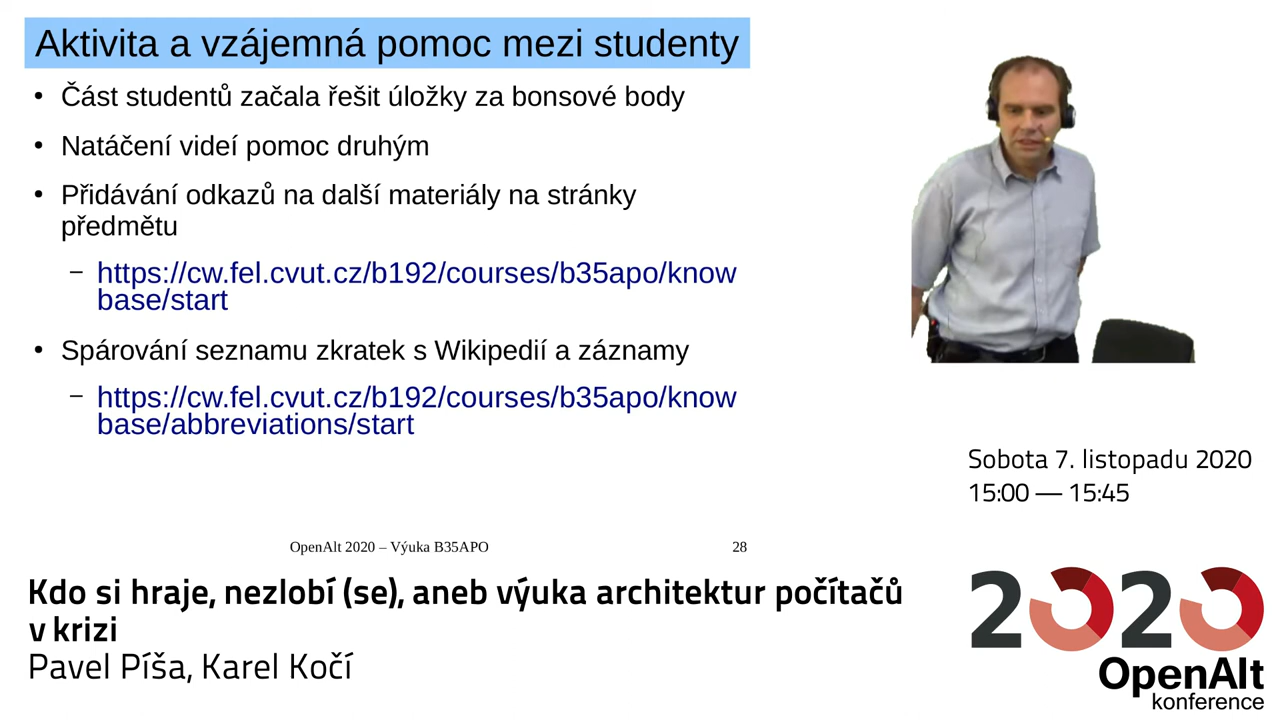 Aktivita a vzájemná pomoc mezi studenty
• Část studentů začala řešit úložky za bonsové body
• Natáčení videí pomoc druhým
• Přidávání odkazů na další materiály na stránky
předmětu
– https://cw.fel.cvut.cz/b192/courses/b35apo/know
base/start
• Spárování seznamu zkratek s Wikipedií a záznamy
– https://cw.fel.cvut.cz/b192/courses/b35apo/know
base/abbreviations/start
OpenAlt 2020 – Výuka B35APO
28
Sobota 7. listopadu 2020
15:00 — 15:45
Kdo si hraje, nezlobí (se), aneb výuka architektur počítačů
v krizi
Pavel Píša, Karel Kočí
2020
OpenAlt
konference